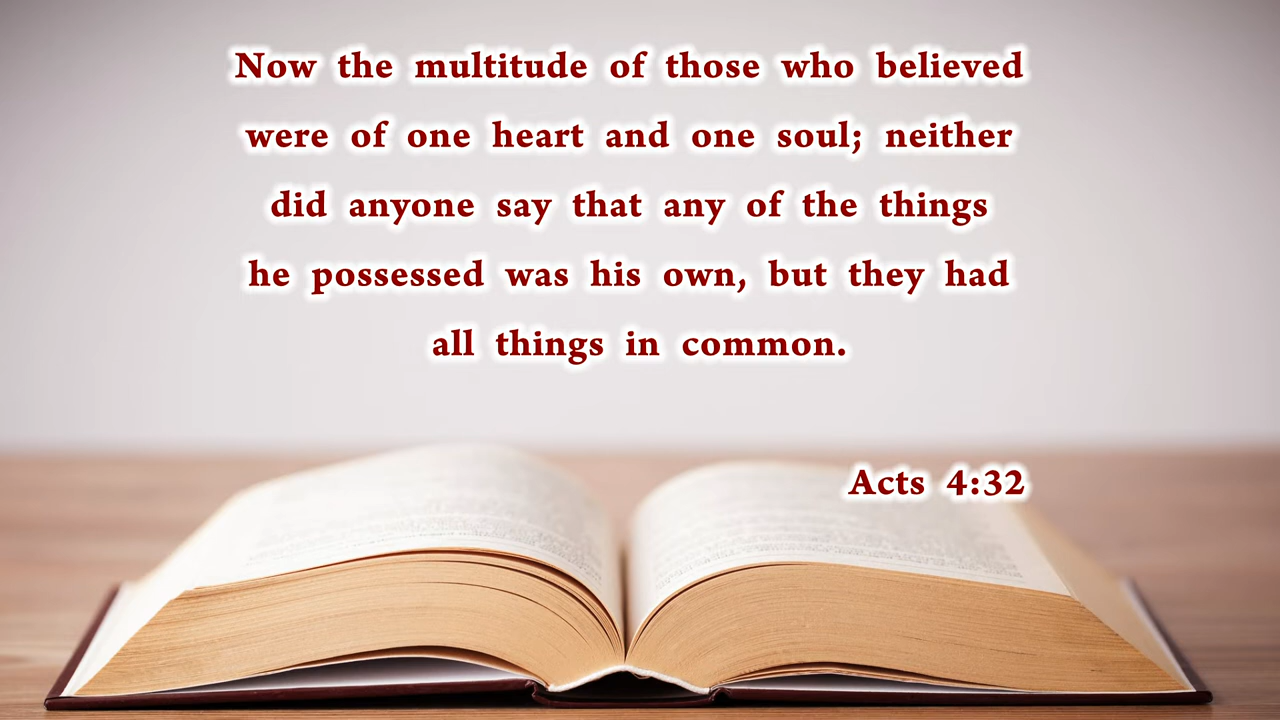 Now the multitude of those who believed
were of one heart and one soul; neither
did anyone say that any of the things
he possessed was his own, but they had
all things in common.
Acts 4:32